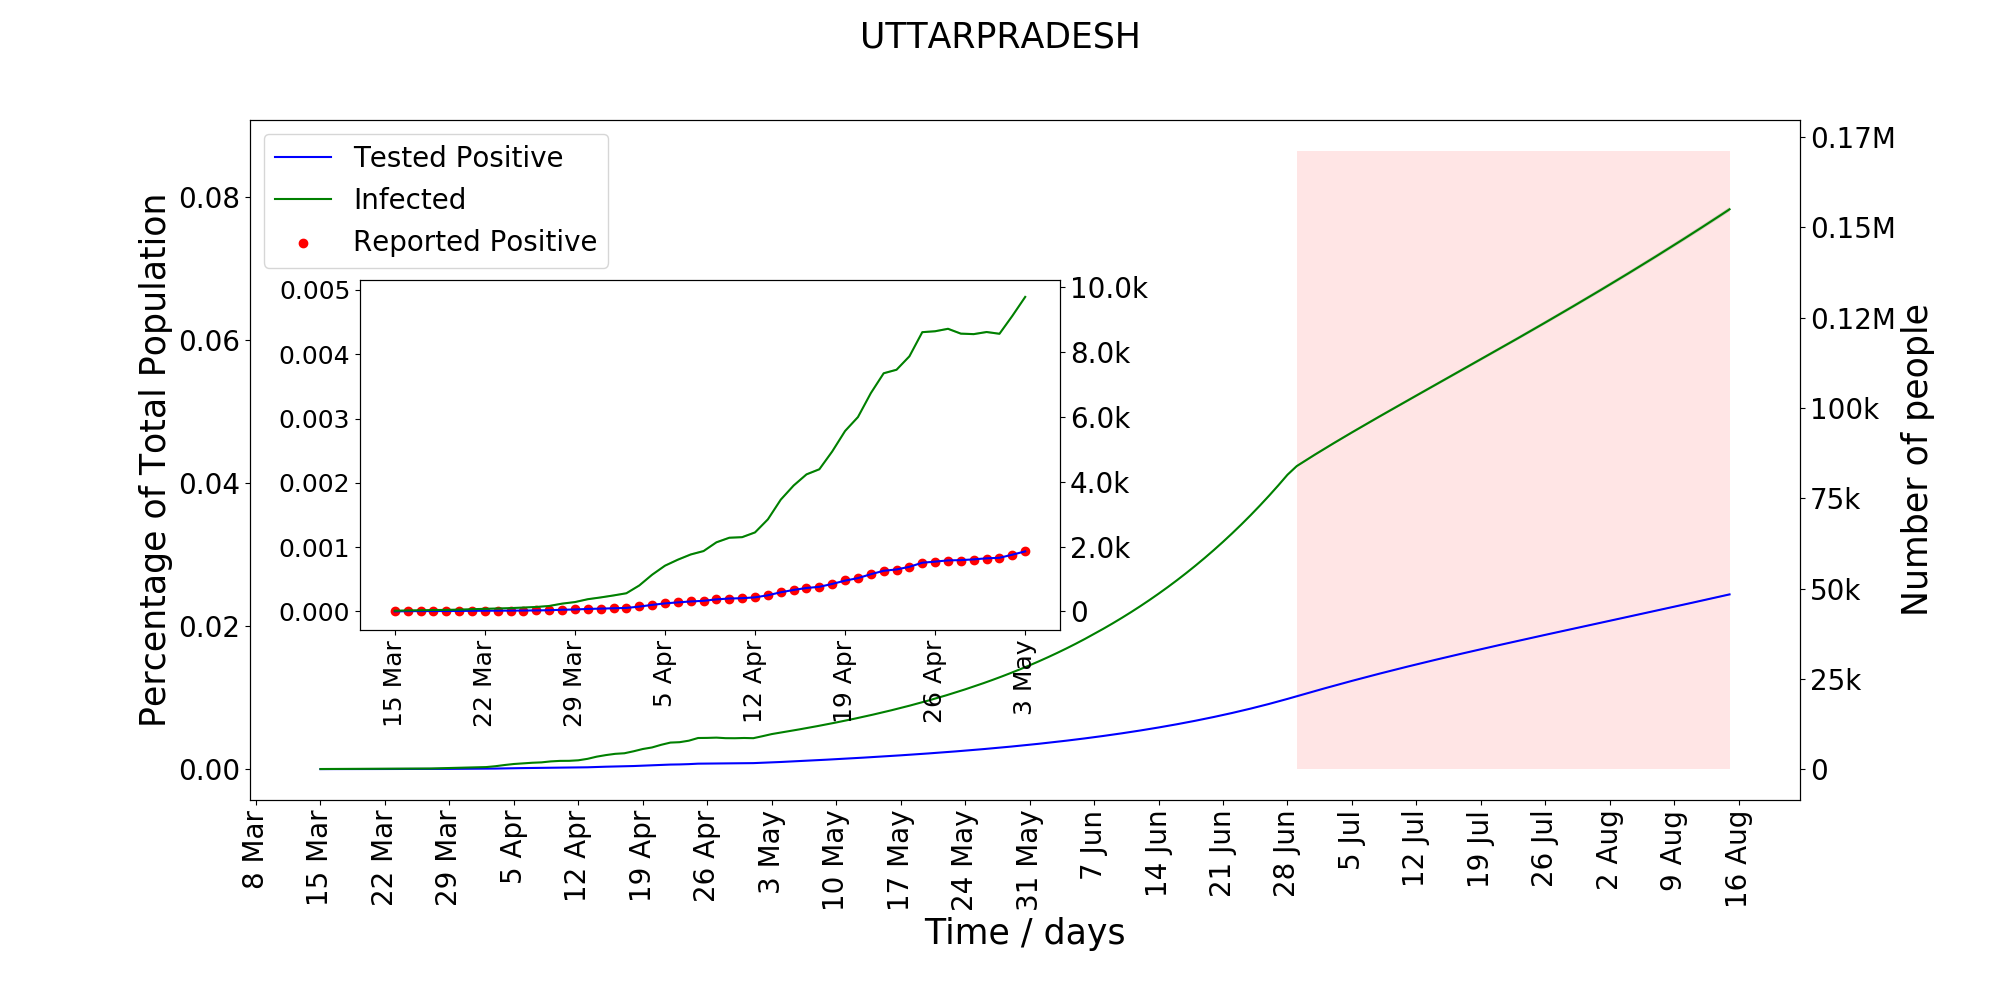 UTTARPRADESH
Tested Positive
Infected
Reported Positive
Percentage of Total Population
0.08
0.06
0.04
0.02
0.00
0.005
0.004
0.003
0.002
0.001
0.000
10.0k
8.0k
6.0k
4.0k
2.0k
0
15 Mar
22 Mar
29 Mar
5 Apr
12 Apr
19 Apr
26 Apr
3 May
0.17M
0.15M
0.12M
100k
75k
50k
25k
0
Number of people
8 Mar
15 Mar
22 Mar
29 Mar
5 Apr
12 Apr
19 Apr
26 Apr
3 May
10 May
17 May
24 May
31 May
7 Jun
14 Jun
21 Jun
28 Jun
5 Jul
12 Jul
19 Jul
26 Jul
2 Aug
9 Aug
16 Aug
Time / days